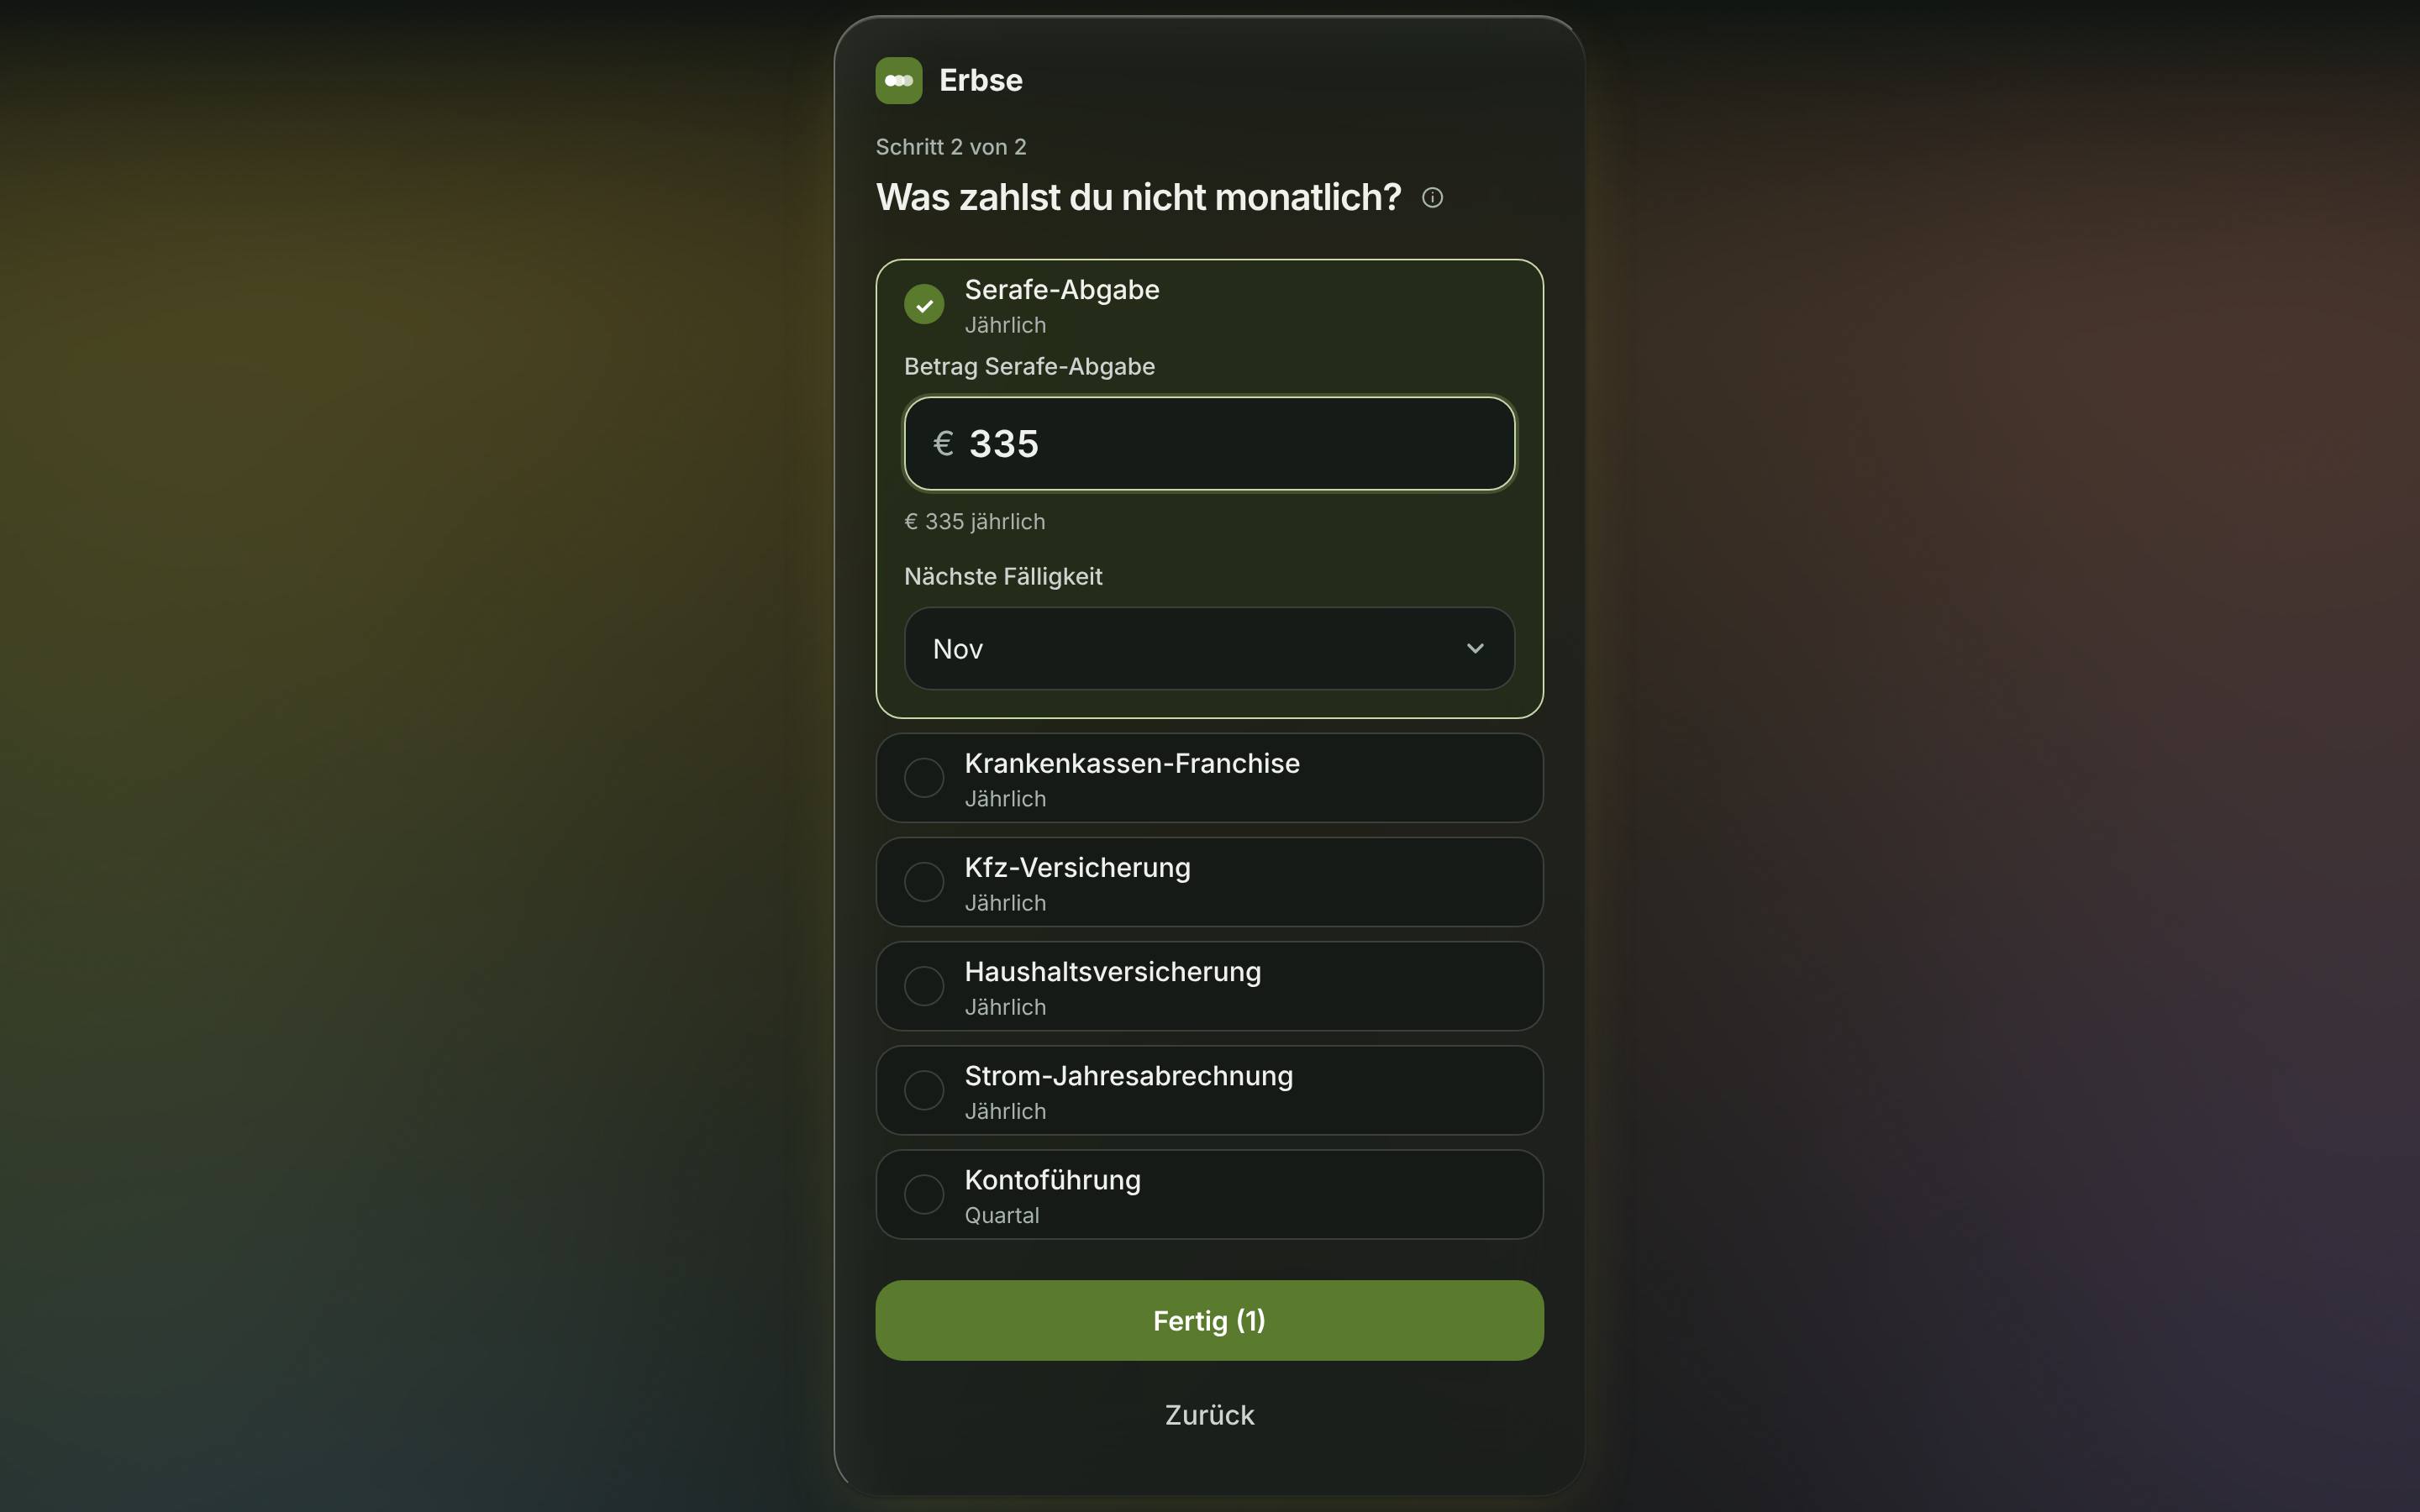 Erbse
Schritt 2 von 2
Was zahlst du nicht monatlich?
Serafe-Abgabe
Jährlich
Betrag Serafe-Abgabe
€ 335
€ 335 jährlich
Nächste Fälligkeit
Nov
Krankenkassen-Franchise
Jährlich
Kfz-Versicherung
Jährlich
Haushaltsversicherung
Jährlich
Strom-Jahresabrechnung
Jährlich
Kontoführung
Quartal
Fertig (1)
Zurück